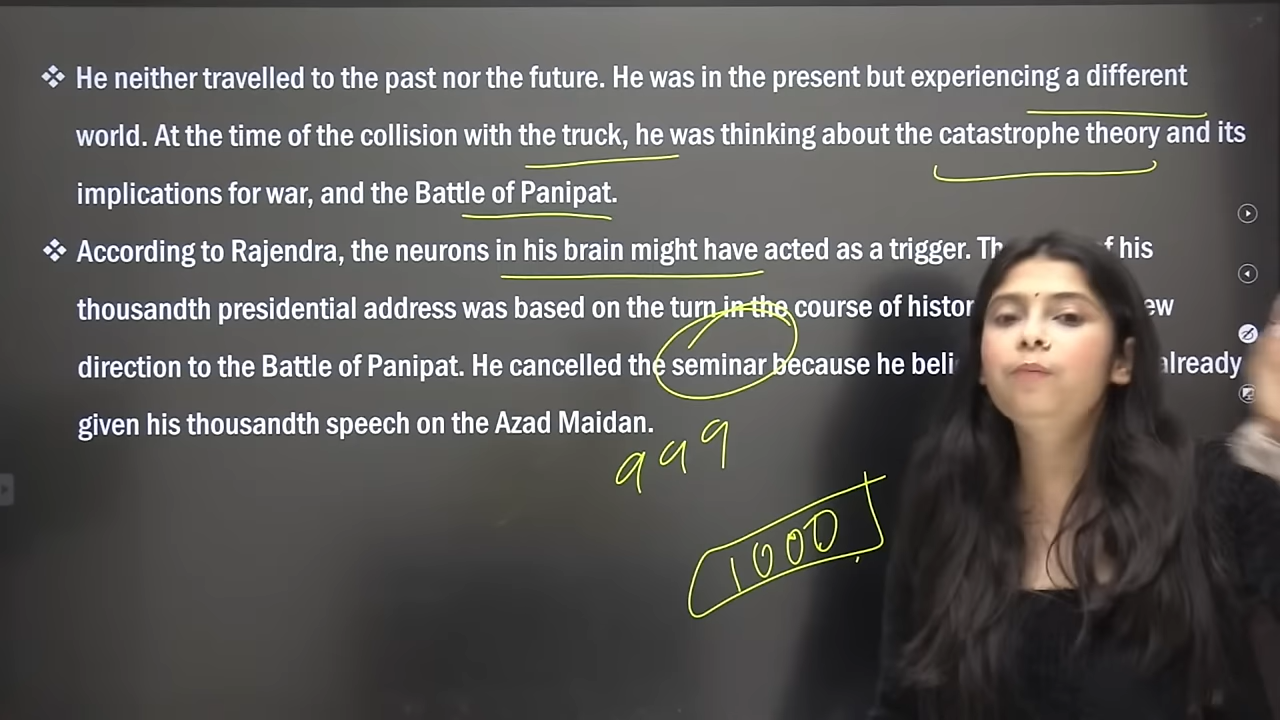 ❖ He neither travelled to the past nor the future. He was in the present but experiencing a different
world. At the time of the collision with the truck, he was thinking about the catastrophe theory and its
implications for war, and the Battle of Panipat.
❖ According to Rajendra, the neurons in his brain might have acted as a trigger. f his
thousandth presidential address was based on the turn in the course of ew
direction to the Battle of Panipat. He cancelled the seminar because he already
given his thousandth speech on the Azad Maidan.
999
1000